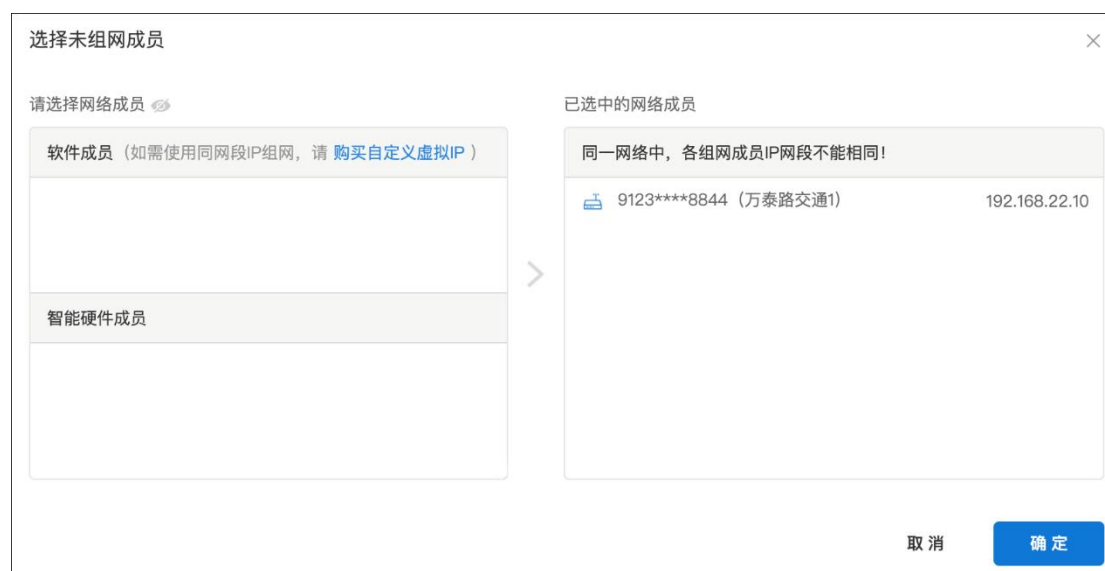 选择未组网成员
请选择网络成员
软件成员（如需使用同网段IP组网，请 购买自定义虚拟IP ）
智能硬件成员
已选中的网络成员
同一网络中，各组网成员IP网段不能相同！
9123****8844（万泰路交通1) 192.168.22.10
取消 确定